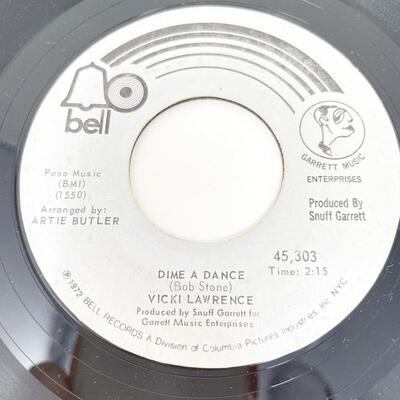 bell
GARRETT MUSIC
ENTERPRISES
Peso Music
(BMI)
(1550)
Arranged by:
ARTIE BUTLER
Produced By
Snuff Garrett
45,303
Time: 2:15
DIME A DANCE
(Bob Stone)
VICKI LAWRENCE
Produced by Snuff Garrett for
Garrett Music Enterprises
℗1972 BELL RECORDS A Division of Columbia Pictures Industries, Inc. NYC